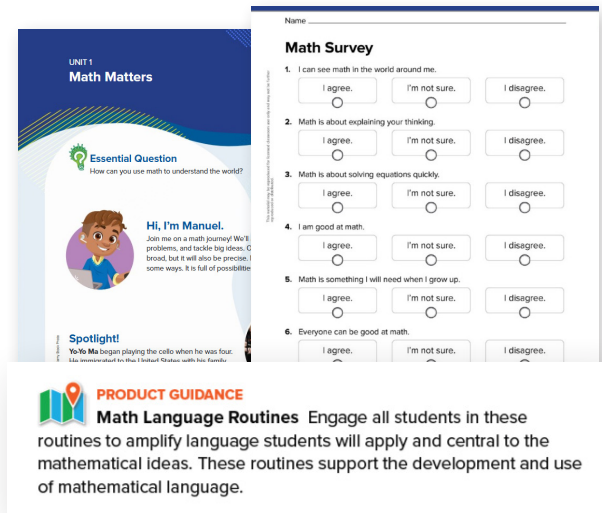 UNIT 1
Math Matters
Essential Question
How can you use math to understand the world?
Hi, I'm Manuel.
Join me on a math journey! We'll
problems, and tackle big ideas.
broad, but it will also be precise.
some ways. It is full of possibilitie
Spotlight!
Yo-Yo Ma began playing the cello when he was four.
He immigrated to the United States with his family
Name
Math Survey
1. I can see math in the world around me.
I agree. I'm not sure. I disagree.
2. Math is about explaining your thinking.
I agree. I'm not sure. I disagree.
3. Math is about solving equations quickly.
I agree. I'm not sure. I disagree.
4. I am good at math.
I agree. I'm not sure. I disagree.
5. Math is something I will need when I grow up.
I agree. I'm not sure. I disagree.
6. Everyone can be good at math.
I agree. I'm not sure. I disagree.
PRODUCT GUIDANCE
Math Language Routines Engage all students in these
routines to amplify language students will apply and central to the
mathematical ideas. These routines support the development and use
of mathematical language.